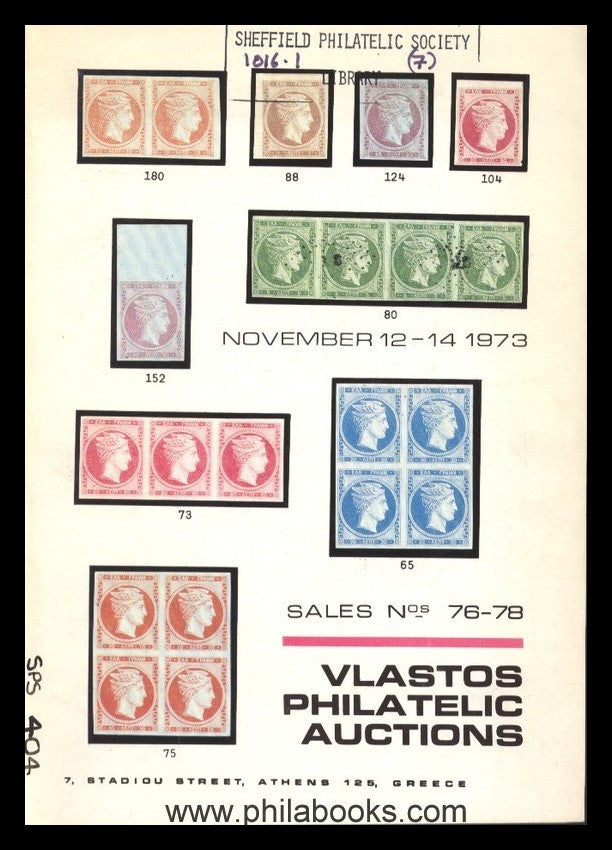 SHEFFIELD PHILATELIC SOCIETY
1016·1 (7)
LIBRARY
180
88
124
104
152
80
NOVEMBER 12-14 1973
73
65
SALES Nos 76-78
VLASTOS
PHILATELIC
AUCTIONS
75
SPS 404
7, STADIOU STREET, ATHENS 125, GREECE
www.philabooks.com